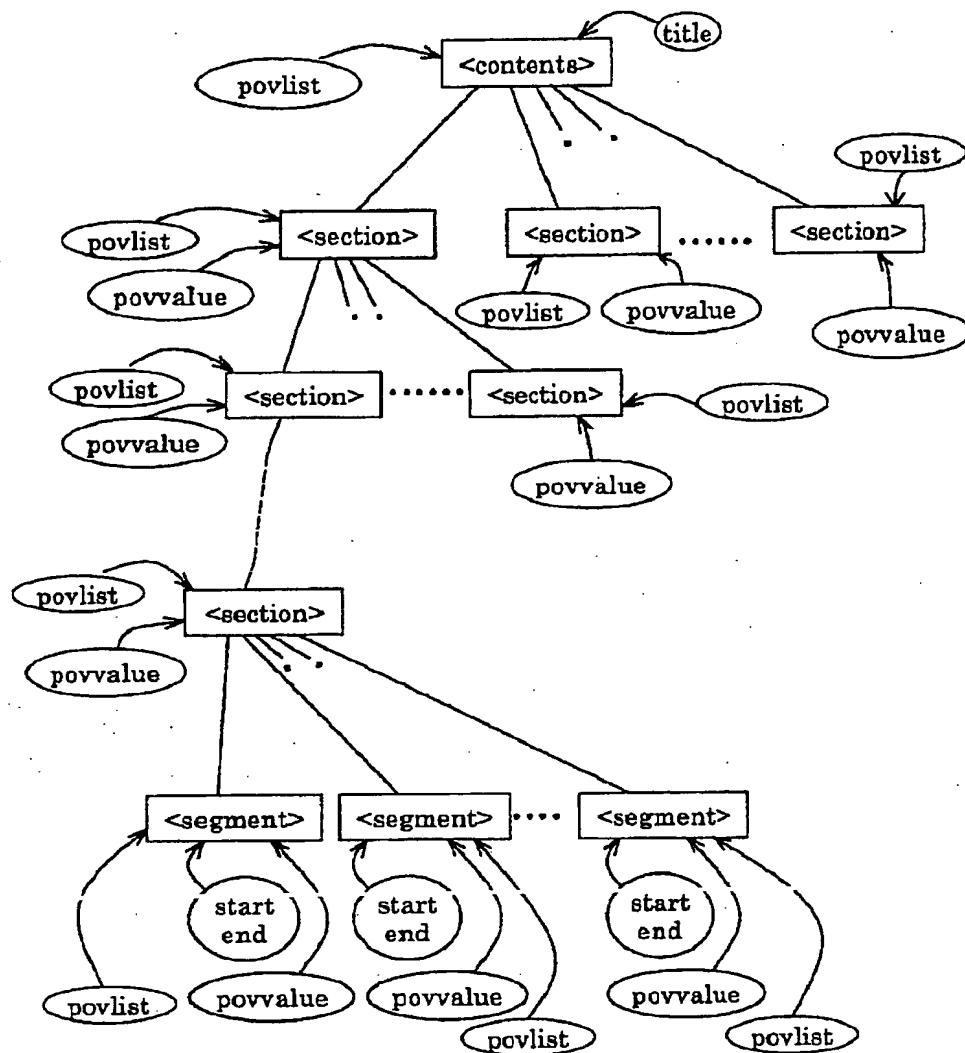 title
<contents>
povlist
povlist
povlist
<section>
<section>
<section>
povvalue
povlist
povvalue
povvalue
povlist
<section>
<section>
povlist
povvalue
povvalue
povlist
<section>
povvalue
<segment>
<segment>
<segment>
start
end
start
end
start
end
povlist
povvalue
povvalue
povvalue
povlist
povlist